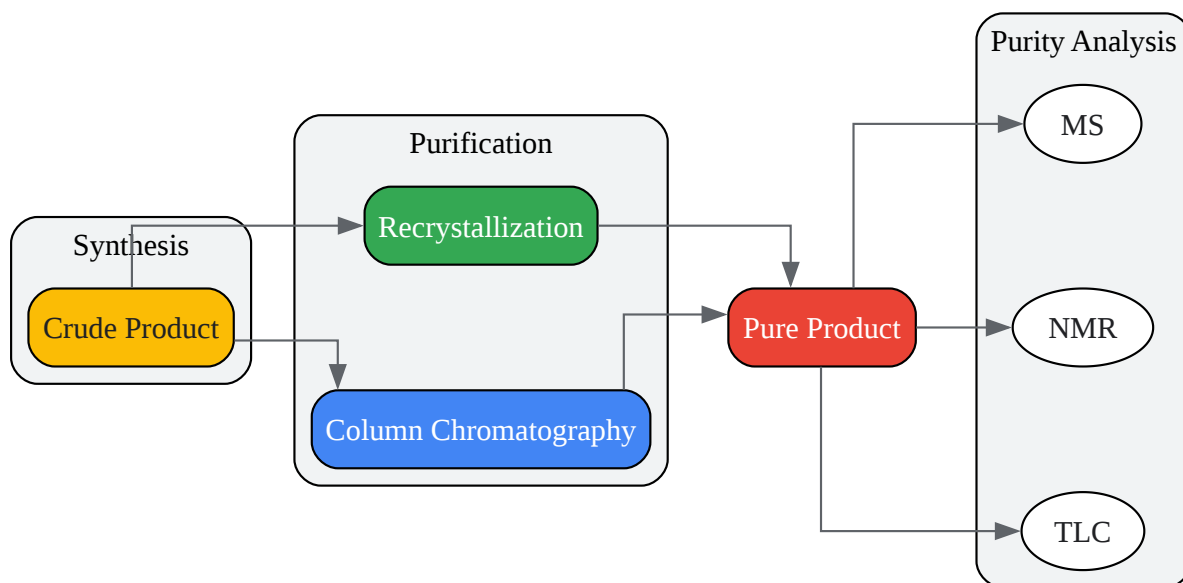 Synthesis
Crude Product
Purification
Recrystallization
Column Chromatography
Pure Product
Purity Analysis
MS
NMR
TLC